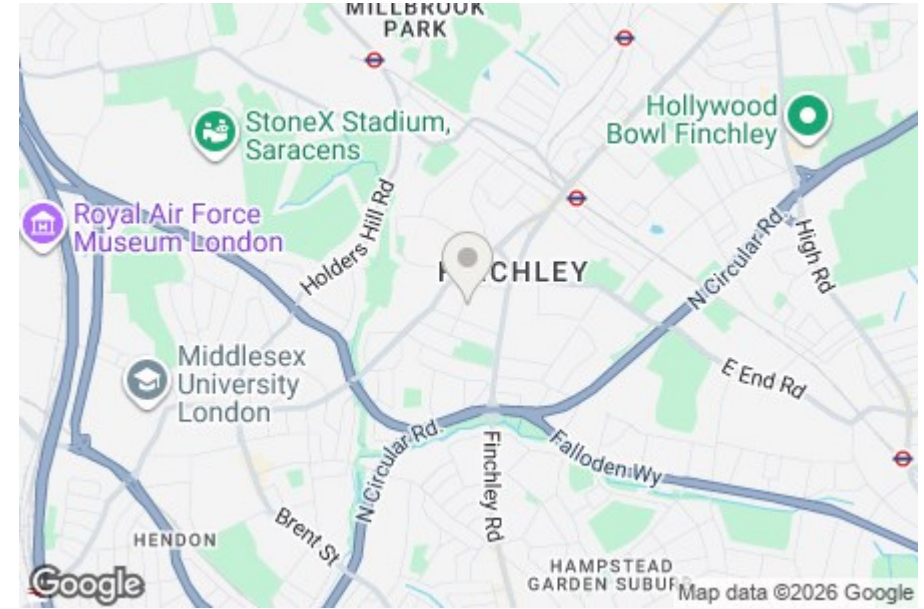 MILLBROOK
PARK
StoneX Stadium,
Saracens
Hollywood
Bowl Finchley
Royal Air Force
Museum London
Holders Hill Rd
High Rd
N Circular Rd
Middlesex
University
London
E End Rd
N Circular Rd.
Finchley Rd
Falloden Wy
Brent St
HENDON
HAMPSTEAD
GARDEN
Google
Map data ©2026 Google